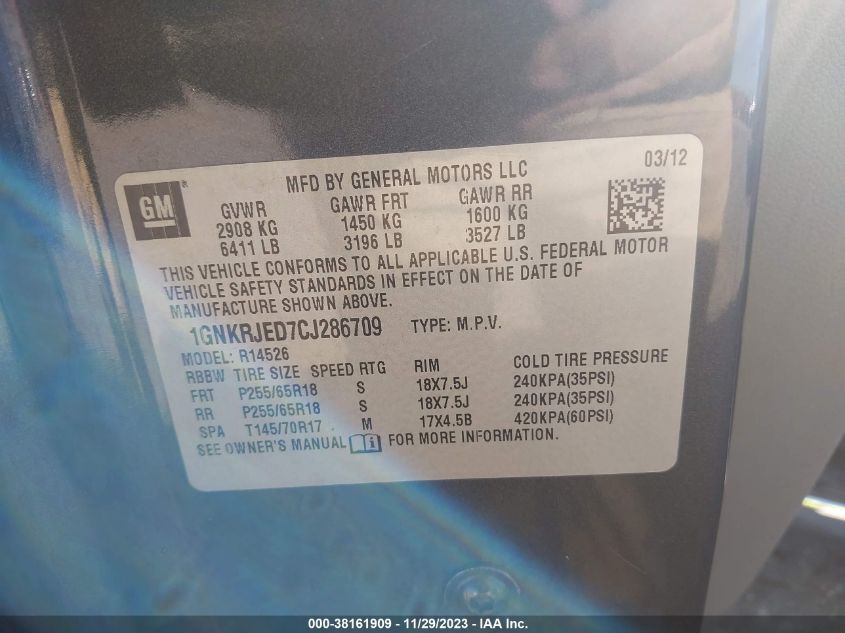 GM
MFD BY GENERAL MOTORS LLC
03/12
GVWR GAWR FRT GAWR RR
2908 KG 1450 KG 1600 KG
6411 LB 3196 LB 3527 LB
THIS VEHICLE CONFORMS TO ALL APPLICABLE U.S. FEDERAL MOTOR
VEHICLE SAFETY STANDARDS IN EFFECT ON THE DATE OF
MANUFACTURE SHOWN ABOVE.
1GNKRJED7CJ286709 TYPE: M.P.V.
MODEL: R14526
RBBW TIRE SIZE SPEED RTG RIM COLD TIRE PRESSURE
FRT P255/65R18 S 18X7.5J 240KPA(35PSI)
RR P255/65R18 S 18X7.5J 240KPA(35PSI)
SPA T145/70R17 M 17X4.5B 420KPA(60PSI)
SEE OWNER'S MANUAL i FOR MORE INFORMATION.
000-38161909 - 11/29/2023 - IAA Inc.